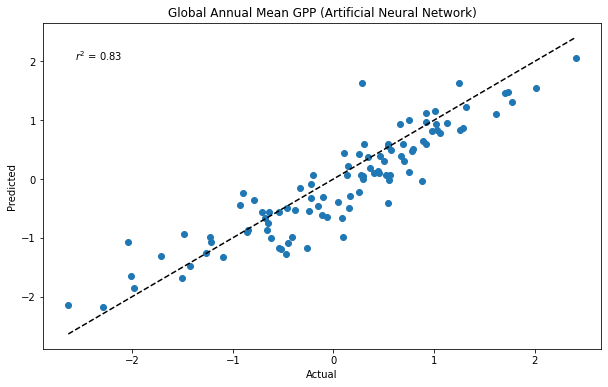 Global Annual Mean GPP (Artificial Neural Network)
r² = 0.83
2
1
0
−1
−2
Predicted
−2
−1
0
1
2
Actual